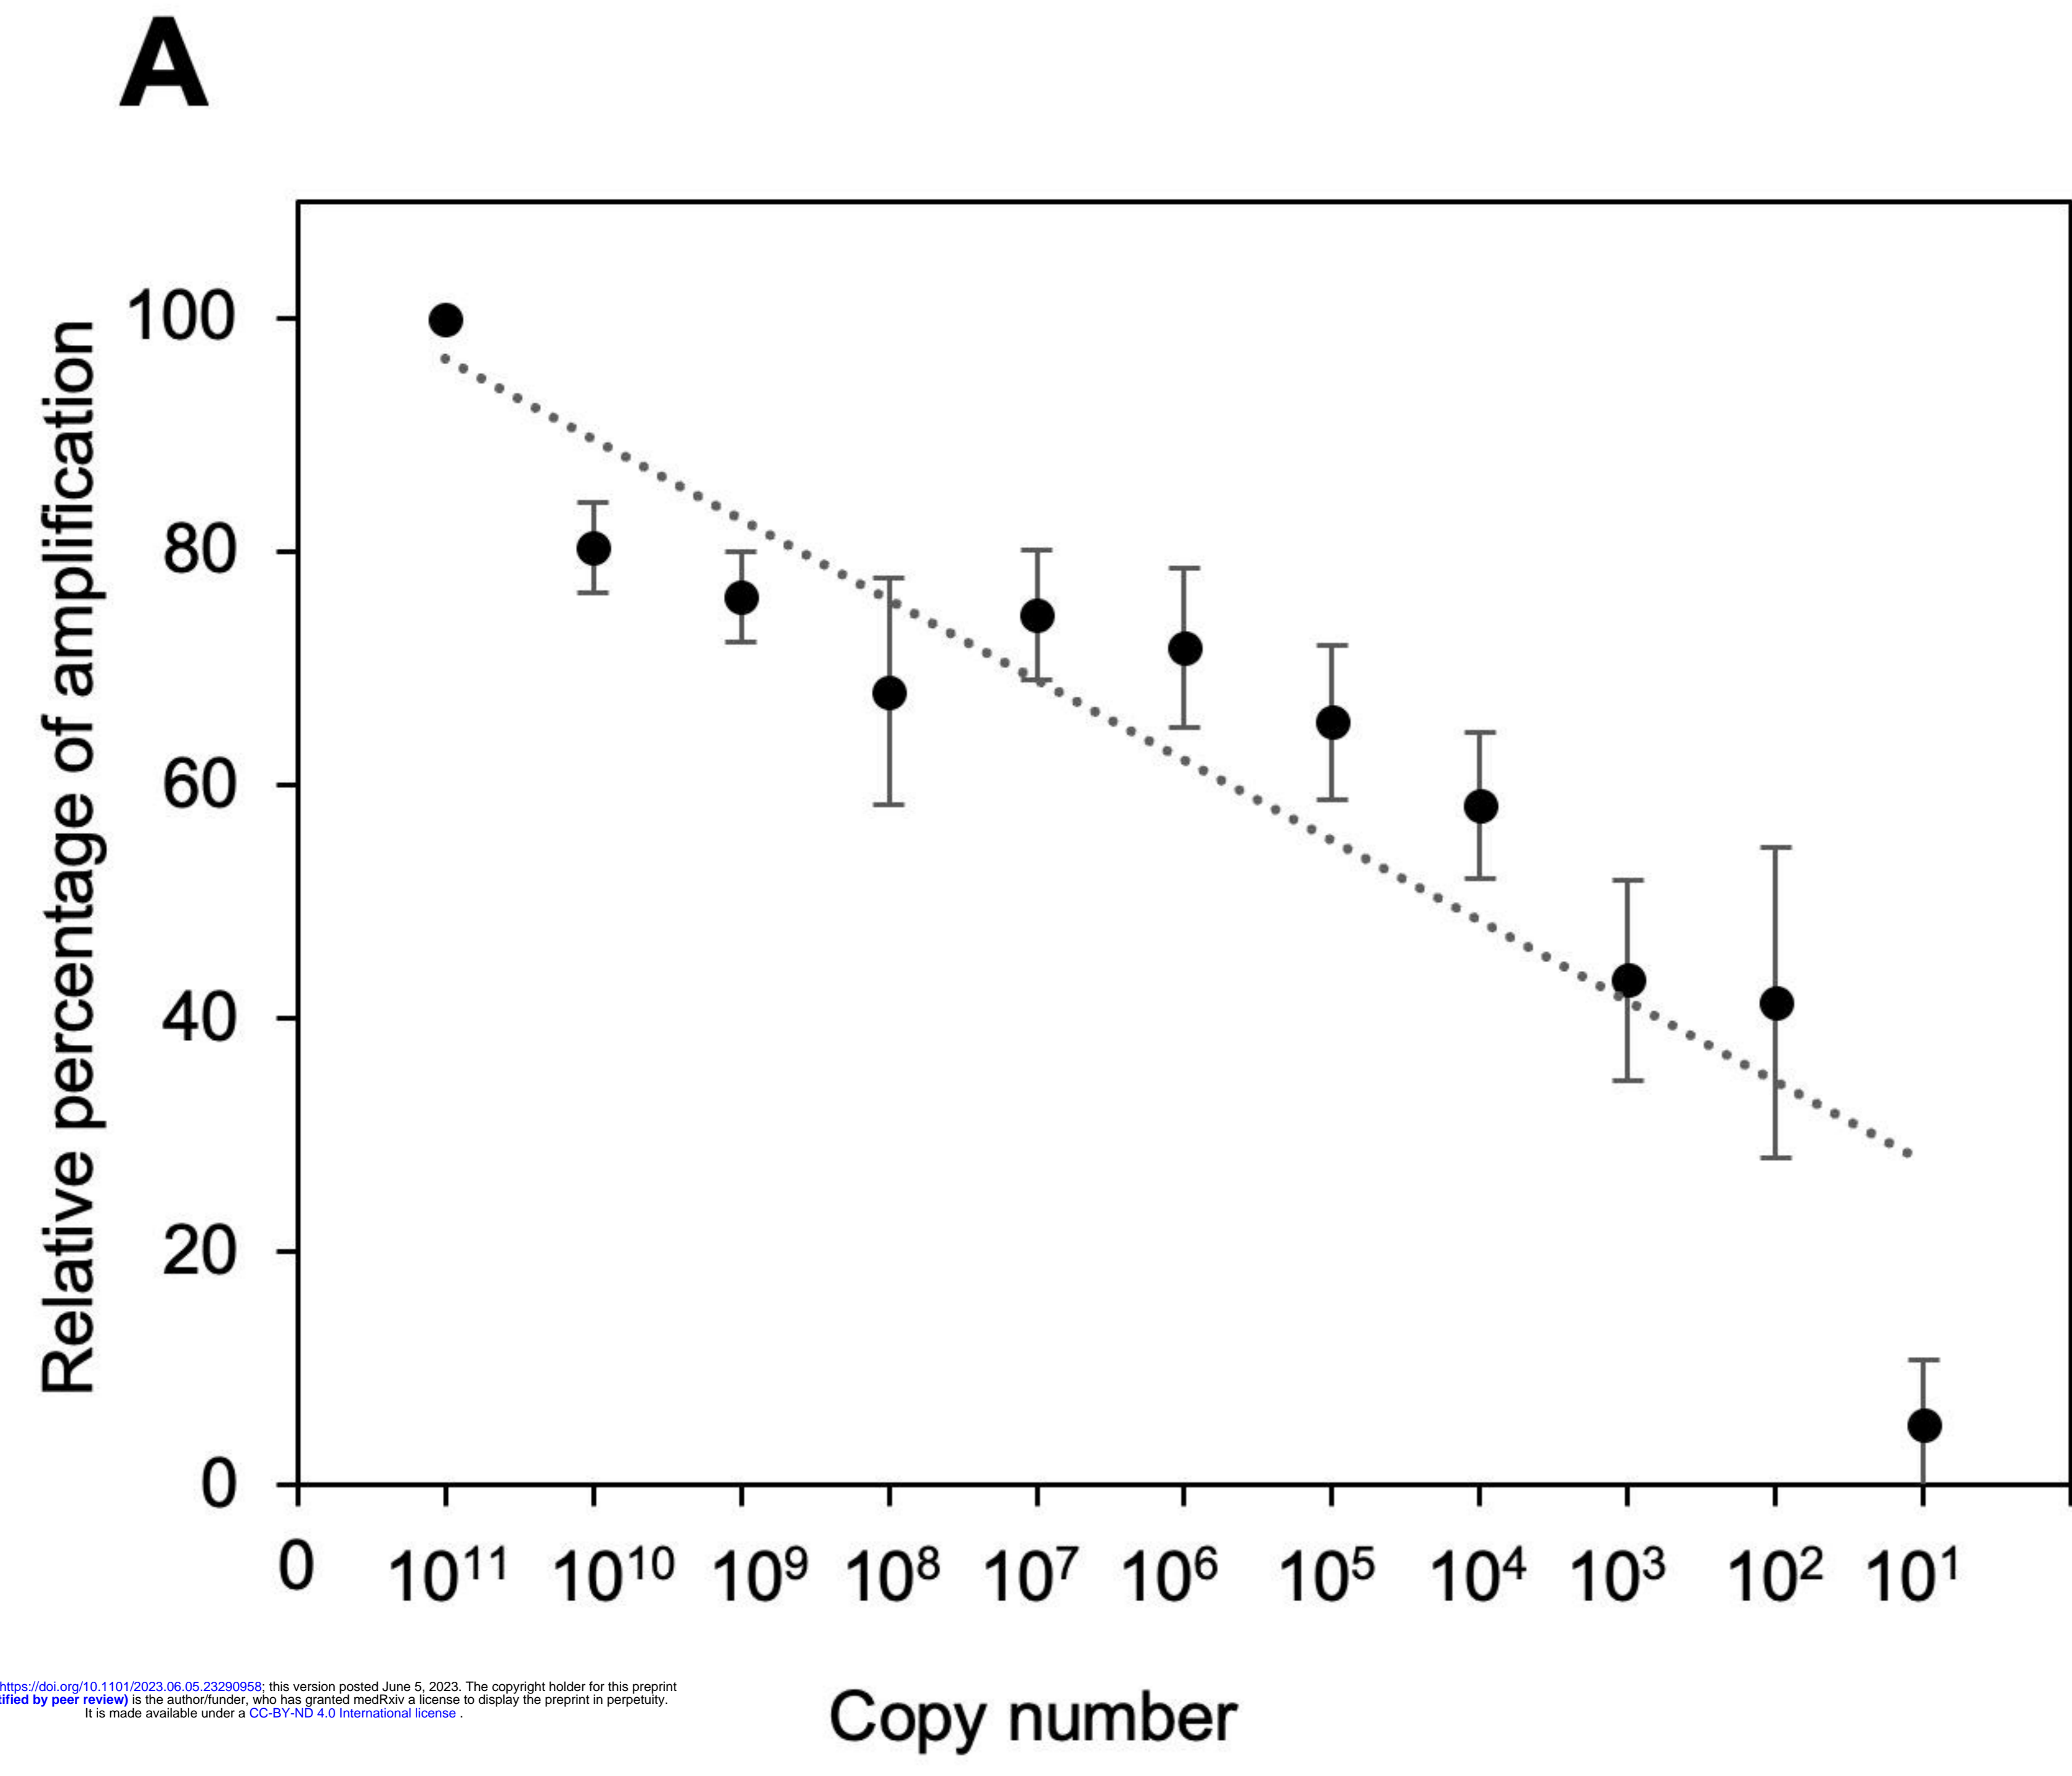 A
Relative percentage of amplification
100
80
60
40
20
0
0 10¹¹ 10¹⁰ 10⁹ 10⁸ 10⁷ 10⁶ 10⁵ 10⁴ 10³ 10² 10¹
Copy number
https://doi.org/10.1101/2023.06.05.23290958; this version posted June 5, 2023. The copyright holder for this preprint
tified by peer review) is the author/funder, who has granted medRxiv a license to display the preprint in perpetuity.
It is made available under a CC-BY-ND 4.0 International license .